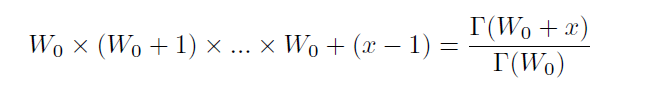 W₀ × (W₀ + 1) × ... × W₀ + (x − 1) = Γ(W₀ + x) / Γ(W₀)